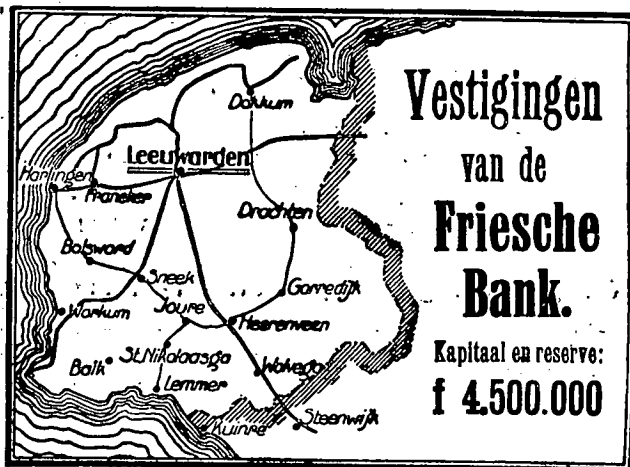 Dokkum
Leeuwarden
Harlingen
Franeker
Drachten
Bolsward
Sneek
Gorredijk
Workum
Joure
Heerenveen
St. Nikolaasga
Balk
Wolvega
Lemmer
Kuinre
Steenwijk
Vestigingen
van de
Friesche
Bank.
Kapitaal en reserve:
f 4.500.000